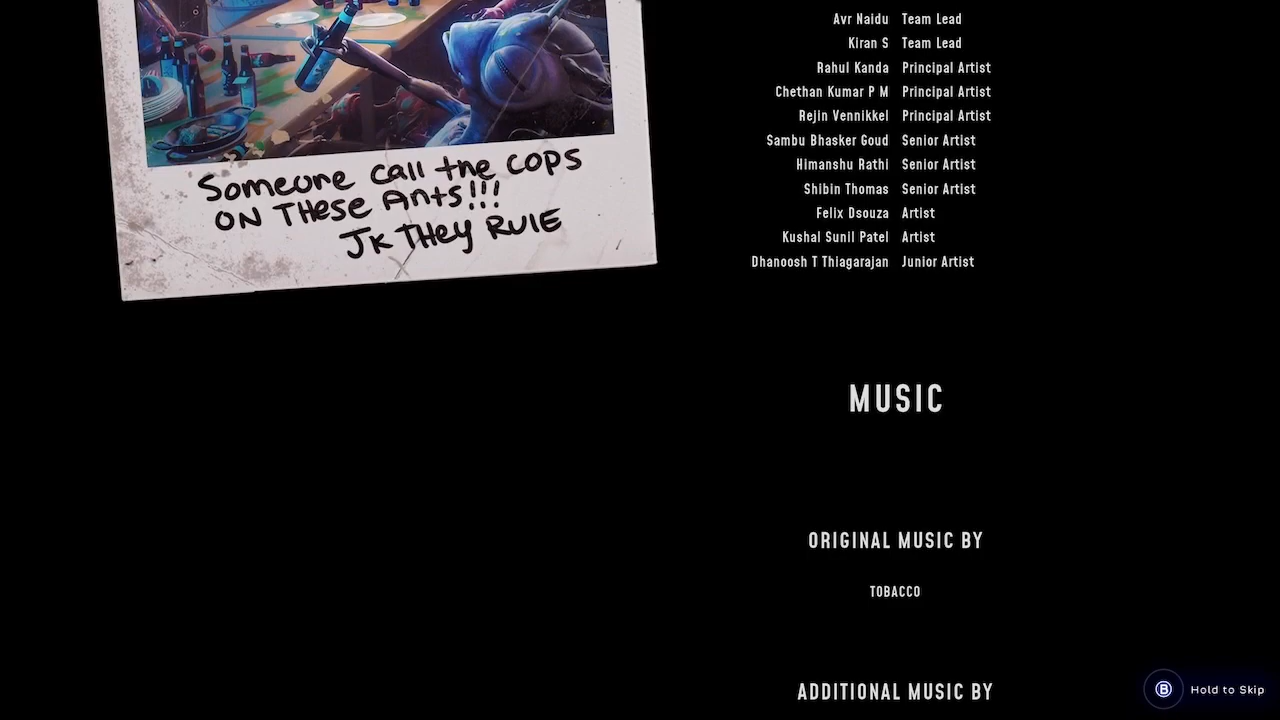 Someone call the COPS
ON THese Ants!!!
JK THey RULE
Avr Naidu Team Lead
Kiran S Team Lead
Rahul Kanda Principal Artist
Chethan Kumar P M Principal Artist
Rejin Vennikkel Principal Artist
Sambu Bhasker Goud Senior Artist
Himanshu Rathi Senior Artist
Shibin Thomas Senior Artist
Felix Dsouza Artist
Kushal Sunil Patel Artist
Dhanoosh T Thiagarajan Junior Artist
MUSIC
ORIGINAL MUSIC BY
TOBACCO
ADDITIONAL MUSIC BY
B Hold to Skip